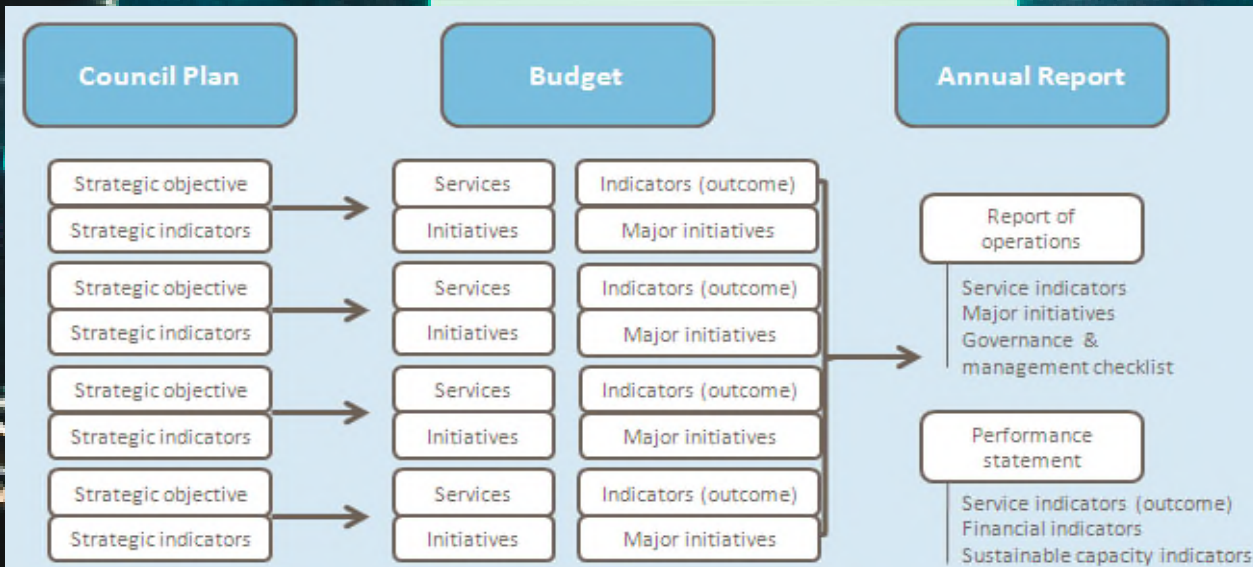 Council Plan
Budget
Annual Report
Strategic objective
Strategic indicators
Strategic objective
Strategic indicators
Strategic objective
Strategic indicators
Strategic objective
Strategic indicators
Services
Initiatives
Services
Initiatives
Services
Initiatives
Services
Initiatives
Indicators (outcome)
Major initiatives
Indicators (outcome)
Major initiatives
Indicators (outcome)
Major initiatives
Indicators (outcome)
Major initiatives
Report of
operations
Service indicators
Major initiatives
Governance &
management checklist
Performance
statement
Service indicators (outcome)
Financial indicators
Sustainable capacity indicators